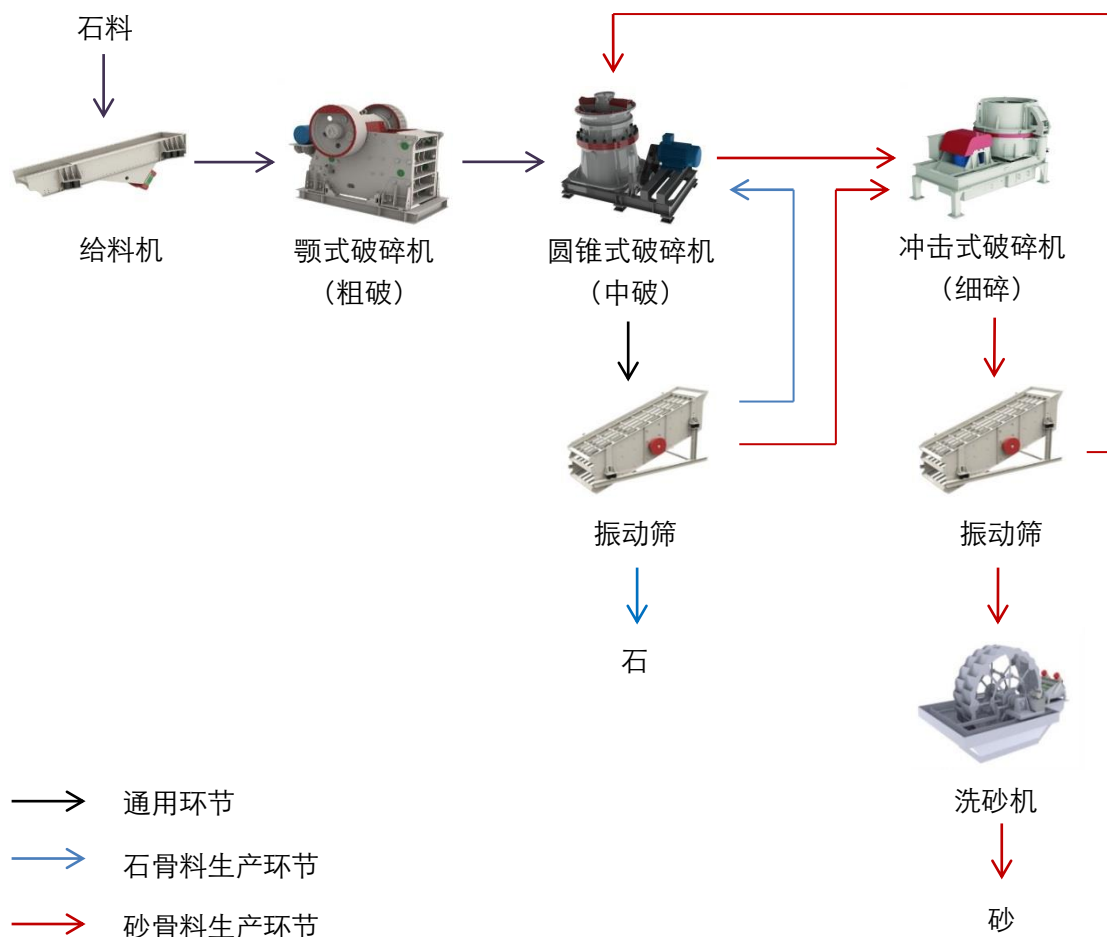 石料
给料机
颚式破碎机
（粗破）
圆锥式破碎机
（中破）
冲击式破碎机
（细碎）
振动筛
振动筛
石
洗砂机
砂
通用环节
石骨料生产环节
砂骨料生产环节